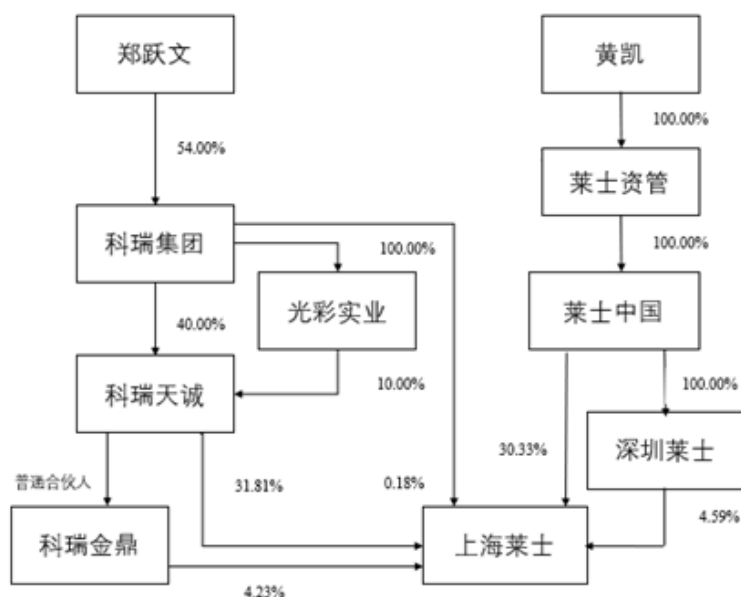 郑跃文
黄凯
54.00%
100.00%
莱士资管
科瑞集团
100.00%
100.00%
光彩实业
莱士中国
40.00%
科瑞天诚
10.00%
100.00%
深圳莱士
普通合伙人
31.81%
0.18%
30.33%
4.59%
科瑞金鼎
上海莱士
4.23%